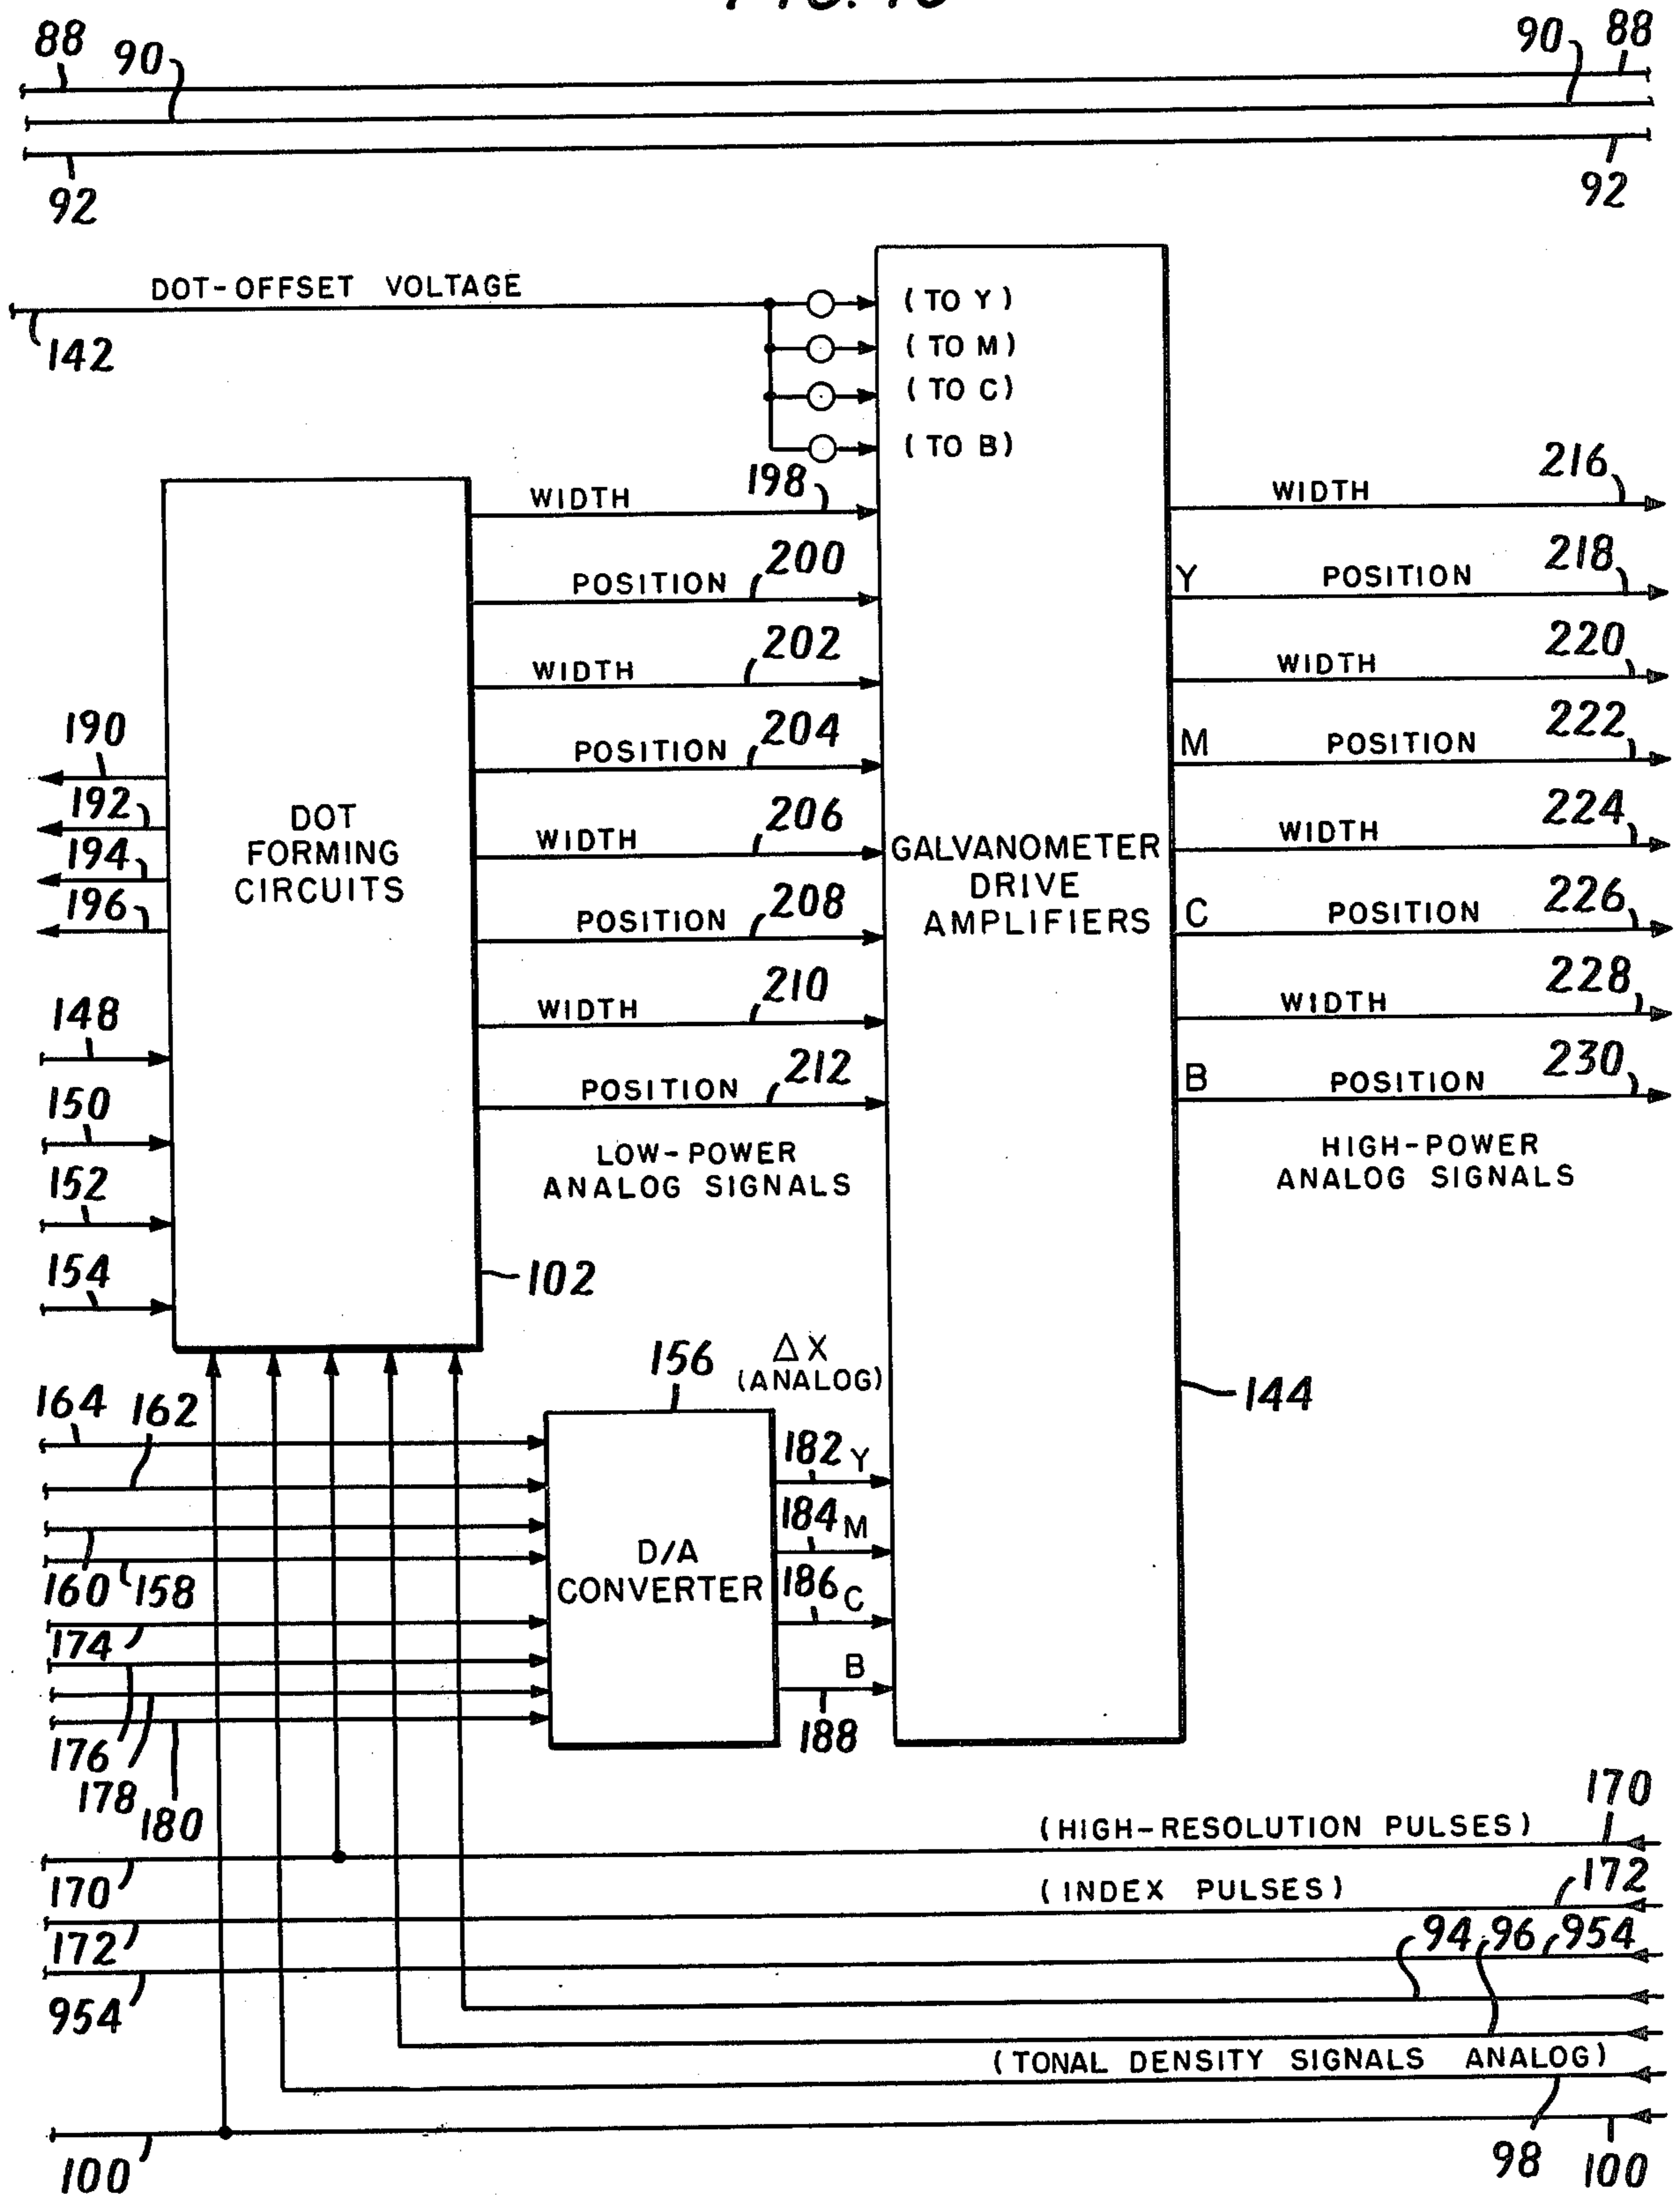 88 90 90 88
92 92
DOT-OFFSET VOLTAGE
142
(TO Y)
(TO M)
(TO C)
(TO B)
198 WIDTH
200 POSITION
202 WIDTH
204 POSITION
206 WIDTH
208 POSITION
210 WIDTH
212 POSITION
LOW-POWER
ANALOG SIGNALS
190
192
194
196
148
150
152
154
DOT
FORMING
CIRCUITS
102
GALVANOMETER
DRIVE
AMPLIFIERS
144
WIDTH 216
Y POSITION 218
WIDTH 220
M POSITION 222
WIDTH 224
C POSITION 226
WIDTH 228
B POSITION 230
HIGH-POWER
ANALOG SIGNALS
156
ΔX
(ANALOG)
164 162
160 158
174
176
178
180
D/A
CONVERTER
182 Y
184 M
186 C
B
188
170
(HIGH-RESOLUTION PULSES)
170
(INDEX PULSES) 172
172
94 96 954
954
(TONAL DENSITY SIGNALS ANALOG)
100 98 100